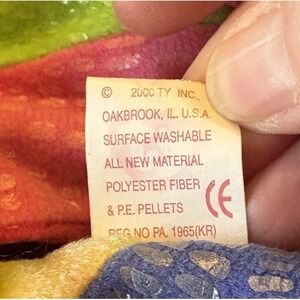 © 2000 TY INC.,
OAKBROOK, IL. U.S.A.
SURFACE WASHABLE
ALL NEW MATERIAL
POLYESTER FIBER
& P.E. PELLETS CE
REG NO PA. 1965(KR)